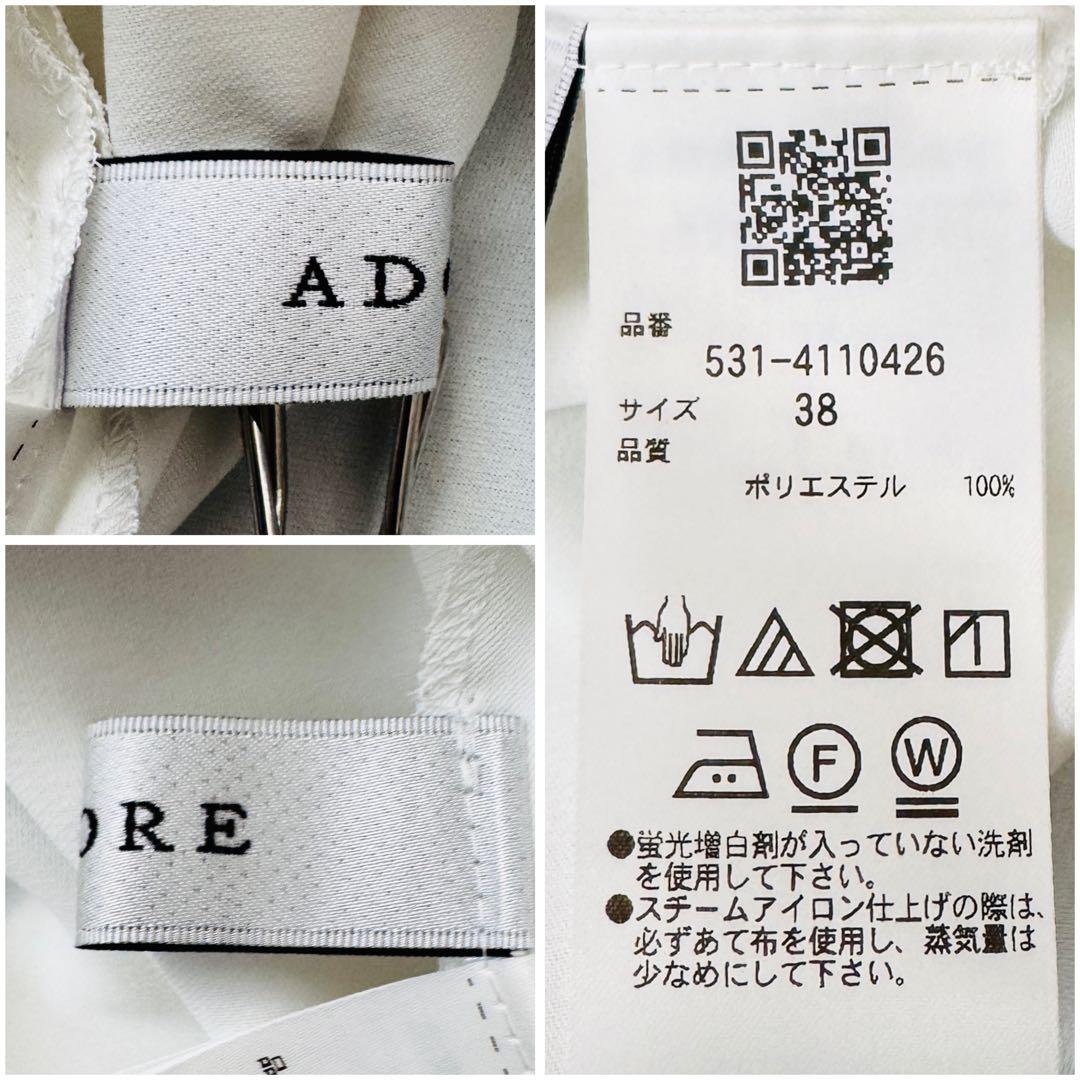 ADO
ORE
品番
531-4110426
サイズ 38
品質
ポリエステル 100%
F
W
●蛍光増白剤が入っていない洗剤
を使用して下さい。
●スチームアイロン仕上げの際は、
必ずあて布を使用し、蒸気量は
少なめにして下さい。